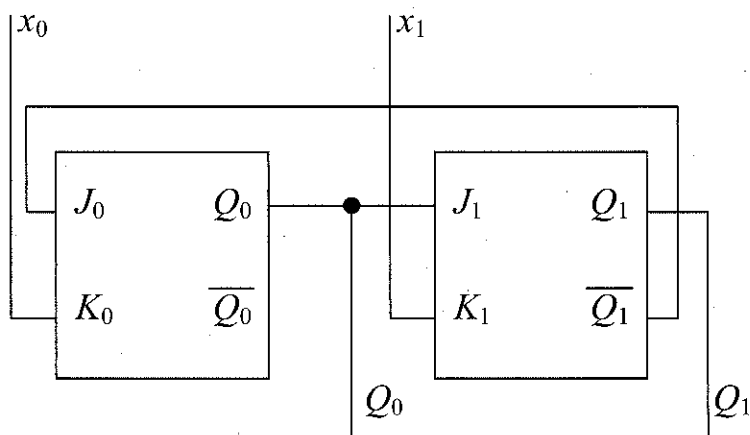 x₀ x₁
J₀ Q₀ J₁ Q₁
K₀ Q̅₀̅ K₁ Q̅₁̅
Q₀ Q₁